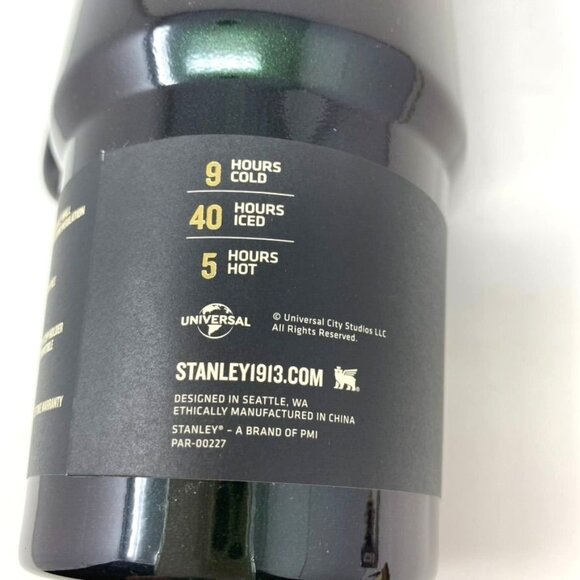 9 HOURS COLD
40 HOURS ICED
5 HOURS HOT
UNIVERSAL
© Universal City Studios LLC
All Rights Reserved.
STANLEY1913.COM
DESIGNED IN SEATTLE, WA
ETHICALLY MANUFACTURED IN CHINA
STANLEY® – A BRAND OF PMI
PAR-00227
WARRANTY